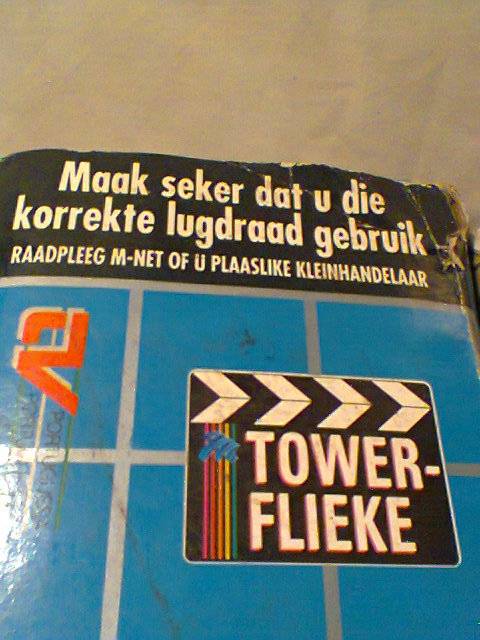 Maak seker dat u die
korrekte lugdraad gebruik
RAADPLEEG M-NET OF U PLAASLIKE KLEINHANDELAAR
TOWER-
FLIEKE